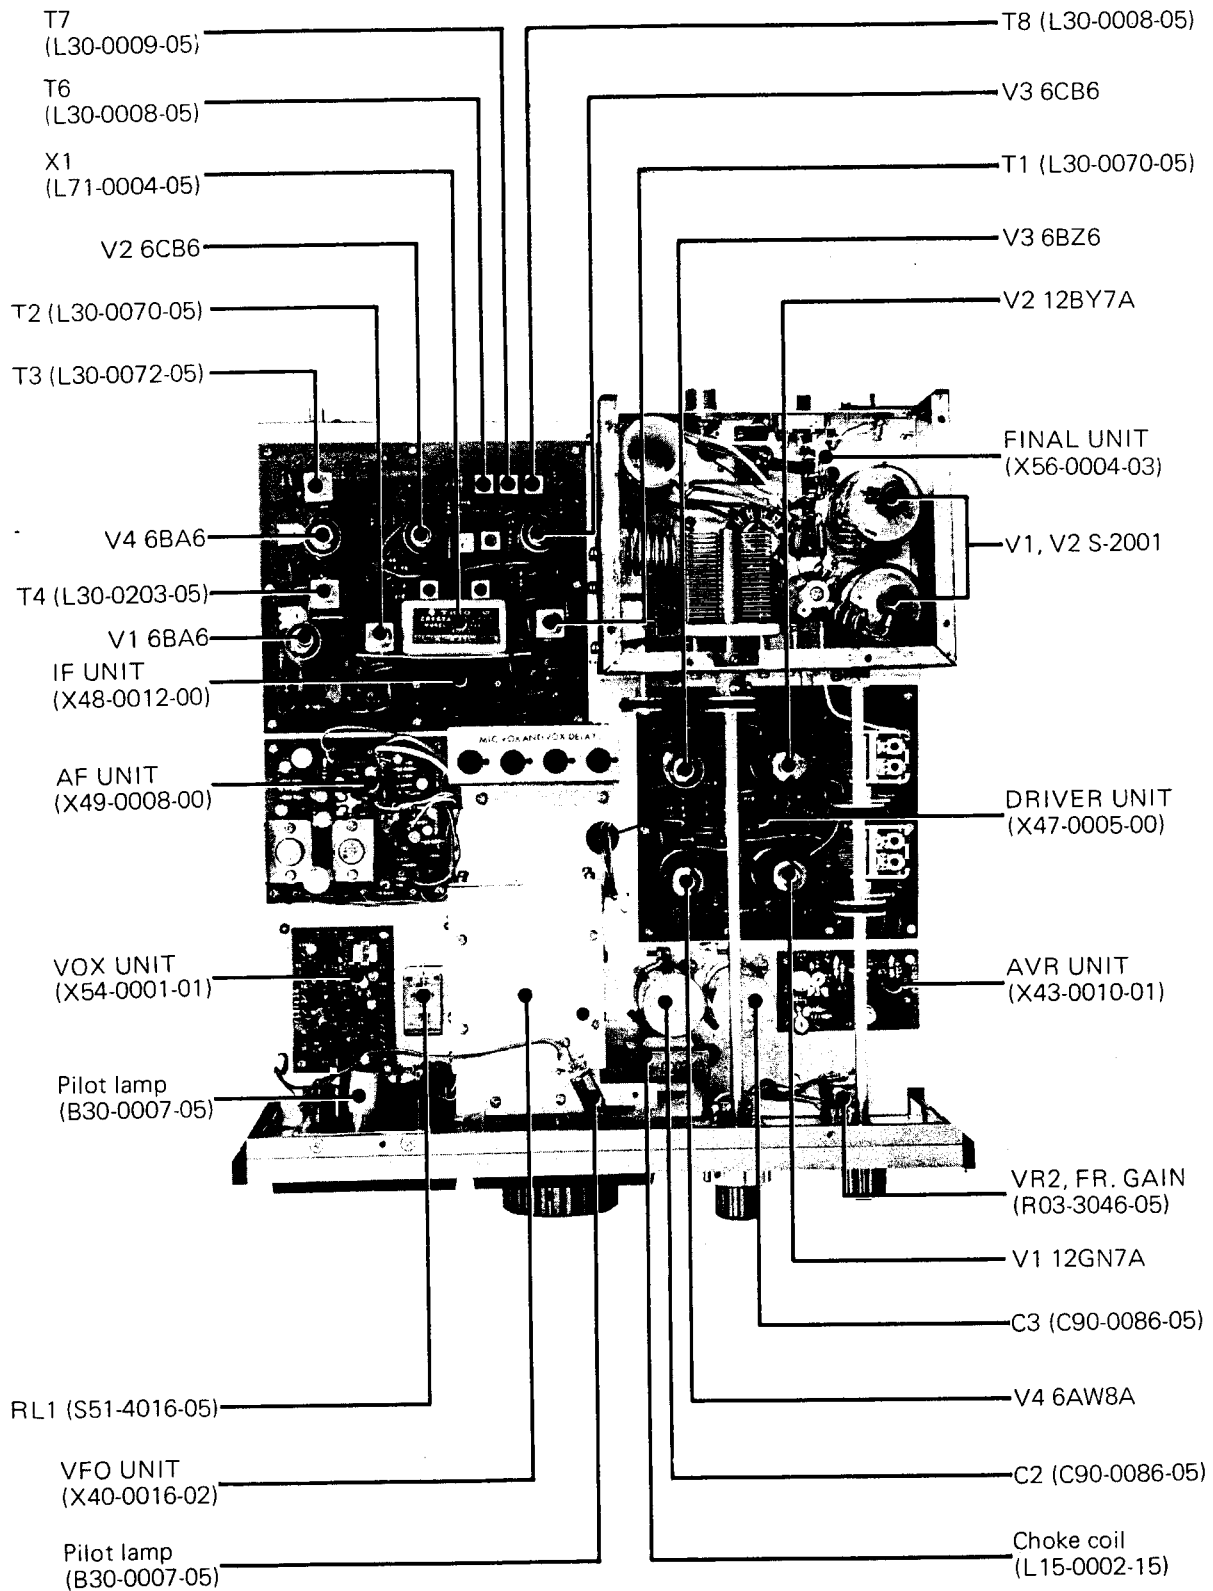 T7
(L30-0009-05)
T6
(L30-0008-05)
X1
(L71-0004-05)
V2 6CB6
T2 (L30-0070-05)
T3 (L30-0072-05)
V4 6BA6
T4 (L30-0203-05)
V1 6BA6
IF UNIT
(X48-0012-00)
AF UNIT
(X49-0008-00)
VOX UNIT
(X54-0001-01)
Pilot lamp
(B30-0007-05)
RL1 (S51-4016-05)
VFO UNIT
(X40-0016-02)
Pilot lamp
(B30-0007-05)
MIC VOX AND VOX DELAY
T8 (L30-0008-05)
V3 6CB6
T1 (L30-0070-05)
V3 6BZ6
V2 12BY7A
FINAL UNIT
(X56-0004-03)
V1, V2 S-2001
DRIVER UNIT
(X47-0005-00)
AVR UNIT
(X43-0010-01)
VR2, FR. GAIN
(R03-3046-05)
V1 12GN7A
C3 (C90-0086-05)
V4 6AW8A
C2 (C90-0086-05)
Choke coil
(L15-0002-15)